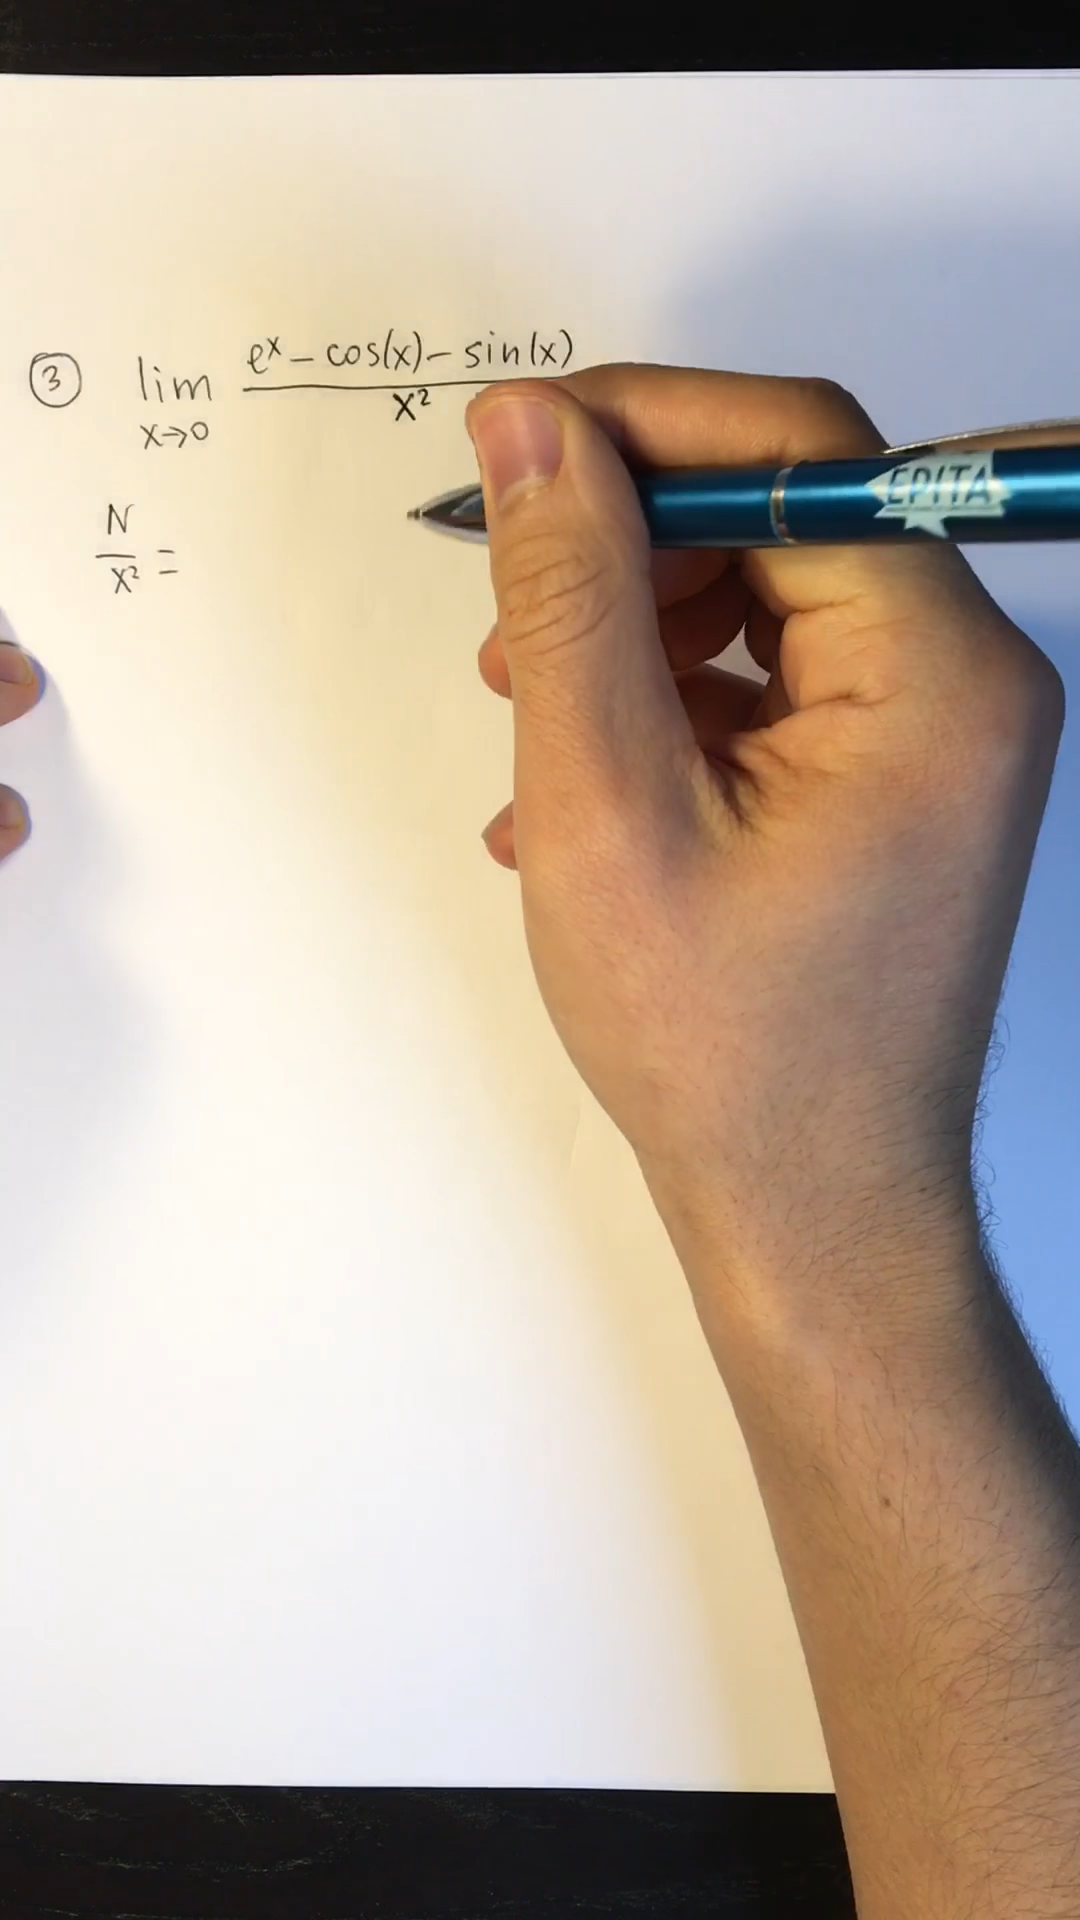 ③ lim x→0 (e^x − cos(x) − sin(x)) / x²
N / x² =
EPITA